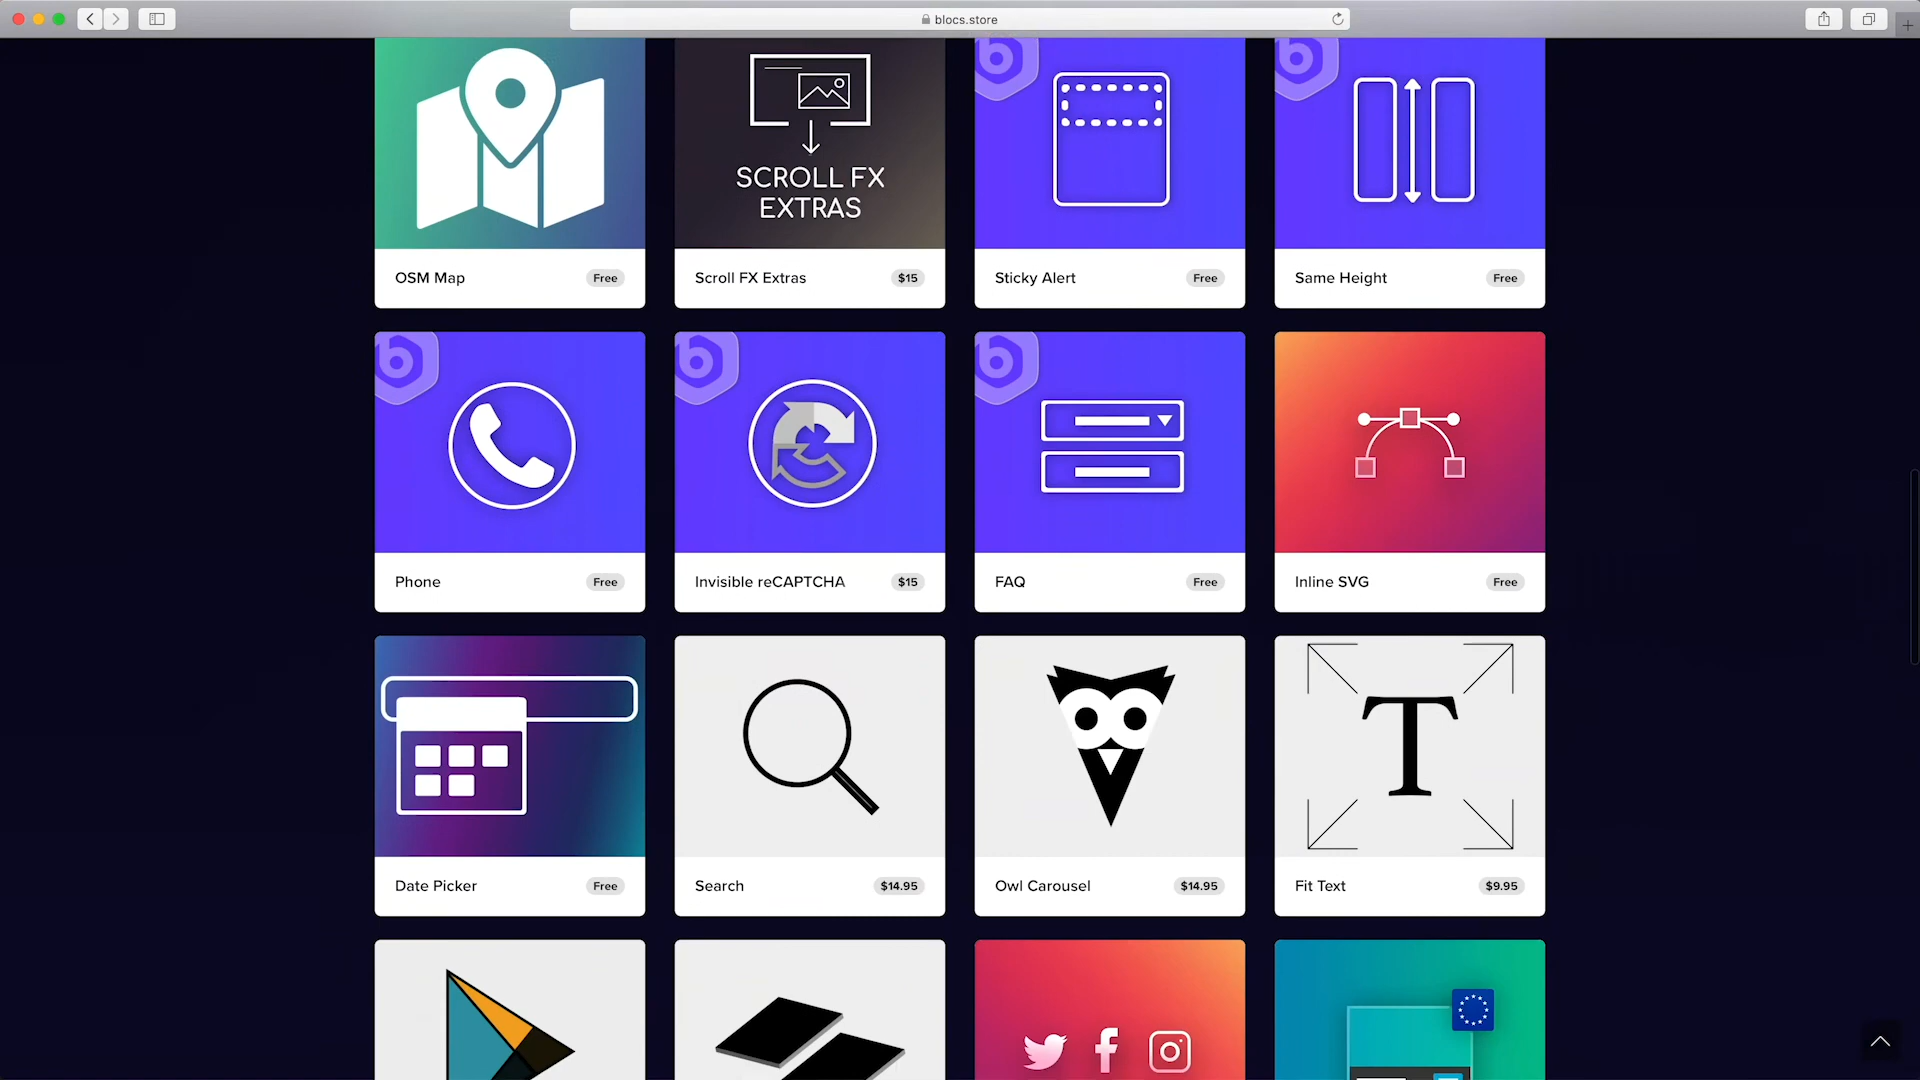 blocs.store
SCROLL FX
EXTRAS
OSM Map
Free
Scroll FX Extras
$15
Sticky Alert
Free
Same Height
Free
Phone
Free
Invisible reCAPTCHA
$15
FAQ
Free
Inline SVG
Free
T
Date Picker
Free
Search
$14.95
Owl Carousel
$14.95
Fit Text
$9.95